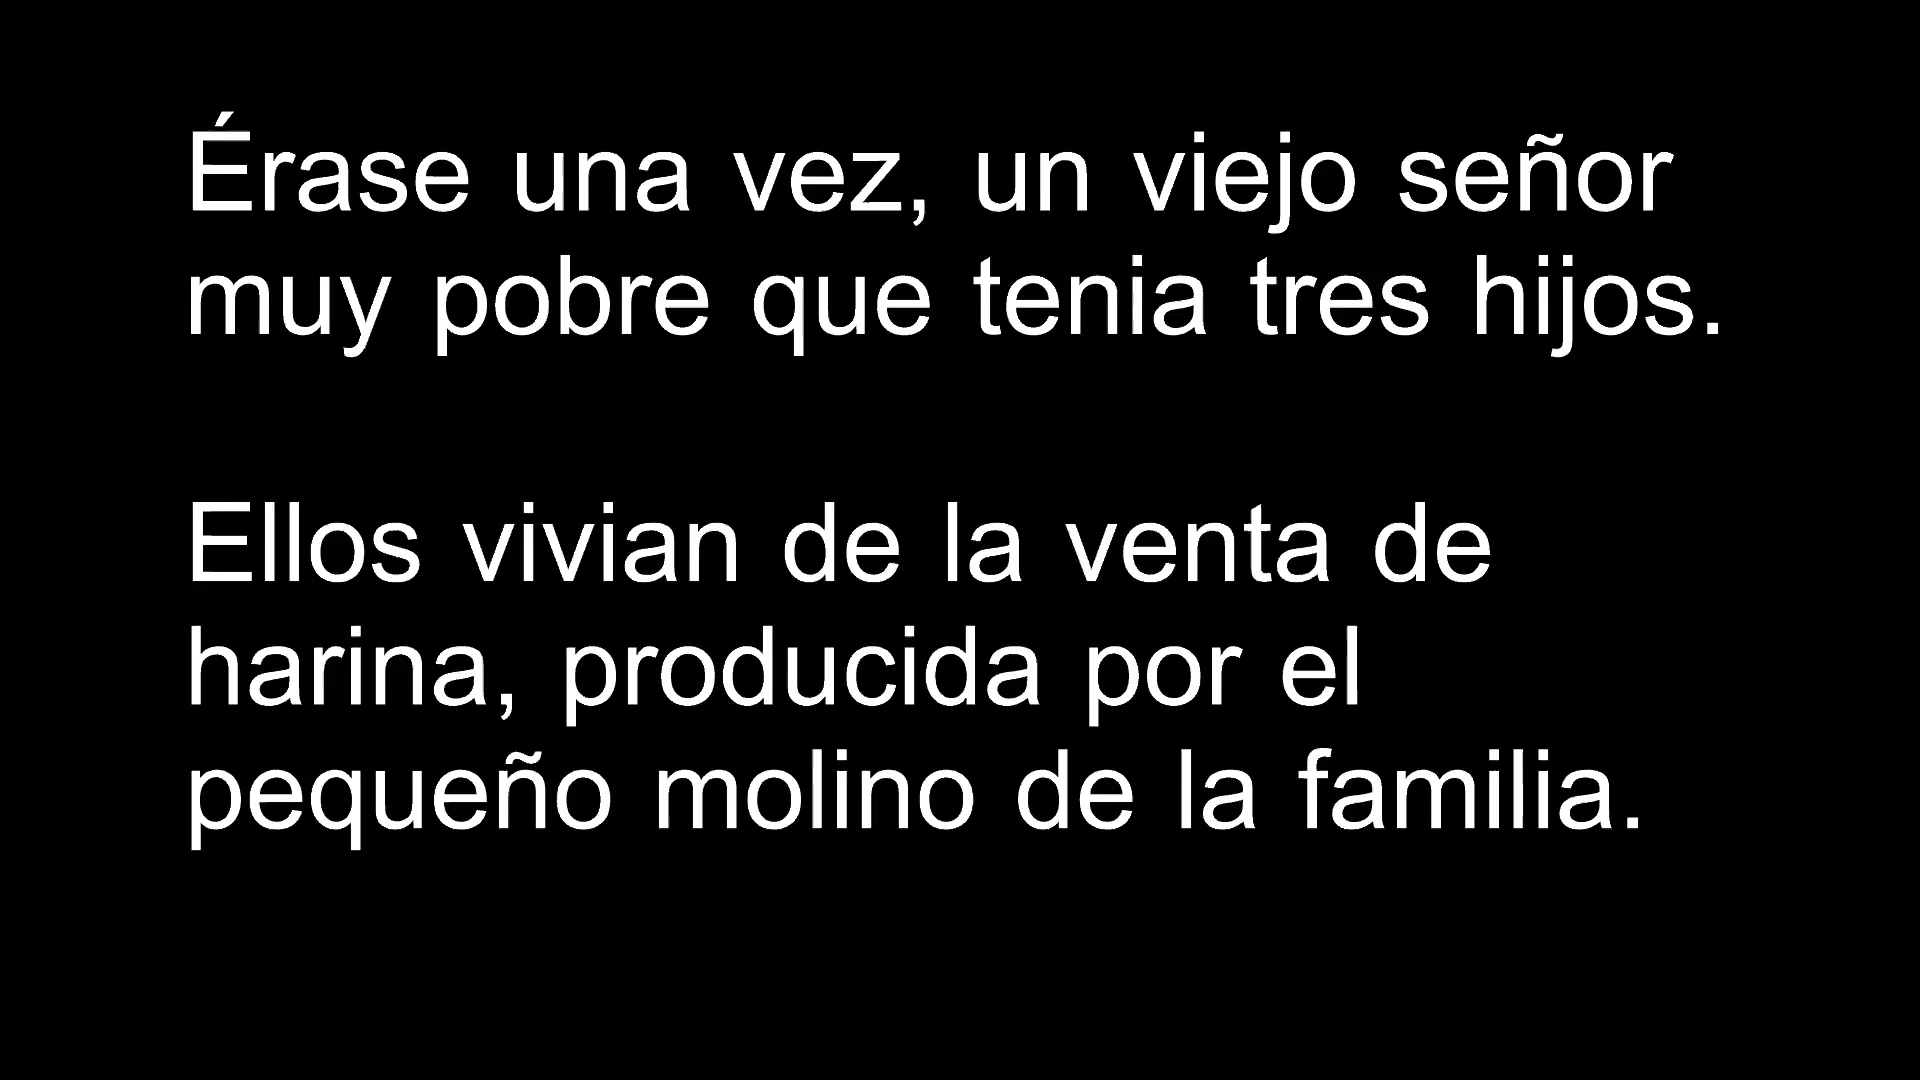 Érase una vez, un viejo señor
muy pobre que tenia tres hijos.
Ellos vivian de la venta de
harina, producida por el
pequeño molino de la familia.